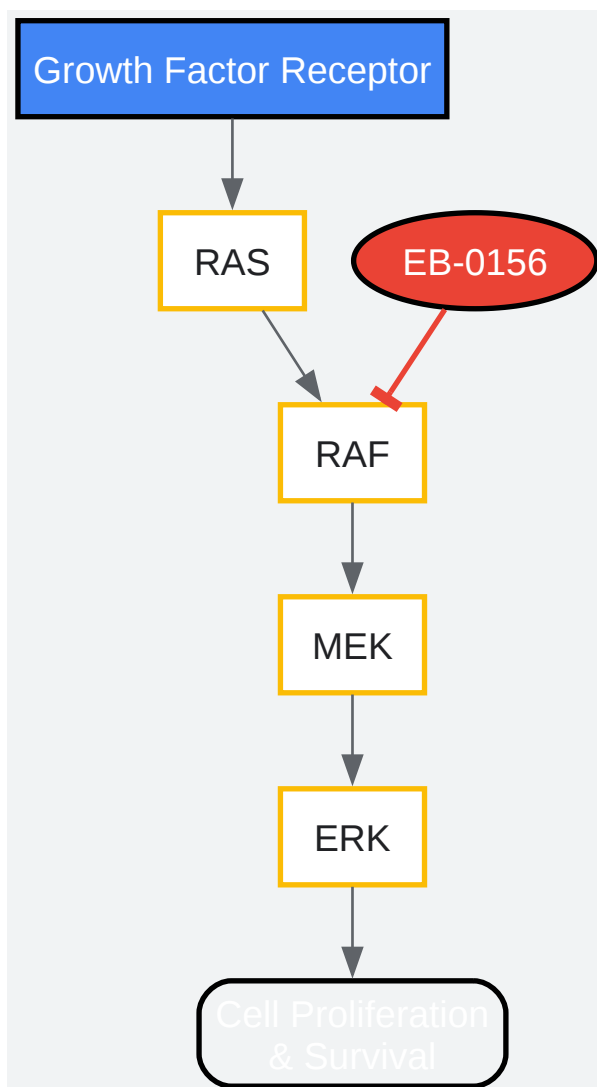 Growth Factor Receptor
RAS
EB-0156
RAF
MEK
ERK
Cell Proliferation
& Survival